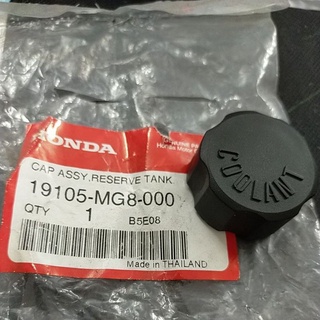 HONDA
CAP ASSY,RESERVE TANK
19105-MG8-000
QTY 1 B5E08
Made in THAILAND
COOLANT